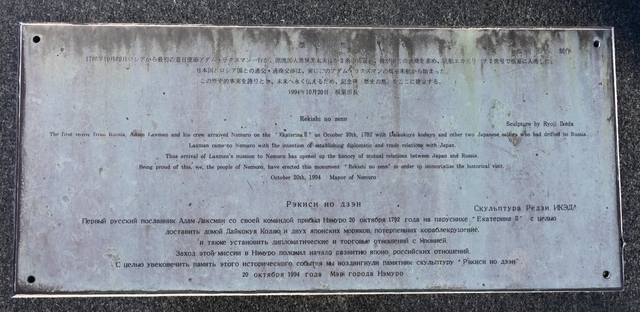 制作
1994年10月20日 根室市長
Rekishi no zenn
Sculpture by Ryoji Ikeda
The first envoy from Russia, Adam Laxman and his crew arrived Nemuro on the "Ekaterina Ⅱ" on October 20th, 1792 with Daikokuya kodayu and other two Japanese sailors who had drifted to Russia.
Laxman came to Nemuro with the intention of establishing diplomatic and trade relations with Japan.
Thus arrival of Laxman's mission to Nemuro has opened up the history of mutual relations between Japan and Russia.
Being proud of this, we, the people of Nemuro, have erected this monument "Rekishi no zenn" in order to immortalize this historical visit.
October 20th, 1994 Mayor of Nemuro
Рэкиси но дзэн
Скульптура Редзи ИКЭДА
Первый русский посланник Адам Лаксман со своей командой прибыл Нэмуро 20 октября 1792 года на паруснике "Екатерина Ⅱ" с целью
доставить домой Дайкокуя Кодаю и двух японских моряков, потерпевших кораблекрушение,
и также установить дипломатические и торговые отношения с Японией.
Заход этой миссии в Нэмуро положил начало развитию японо российских отношений.
С целью увековечить память этого исторического события мы воздвигнули памятник скульптуру "Рэкиси но дзэн"
20 октября 1994 года Мэр города Нэмуро